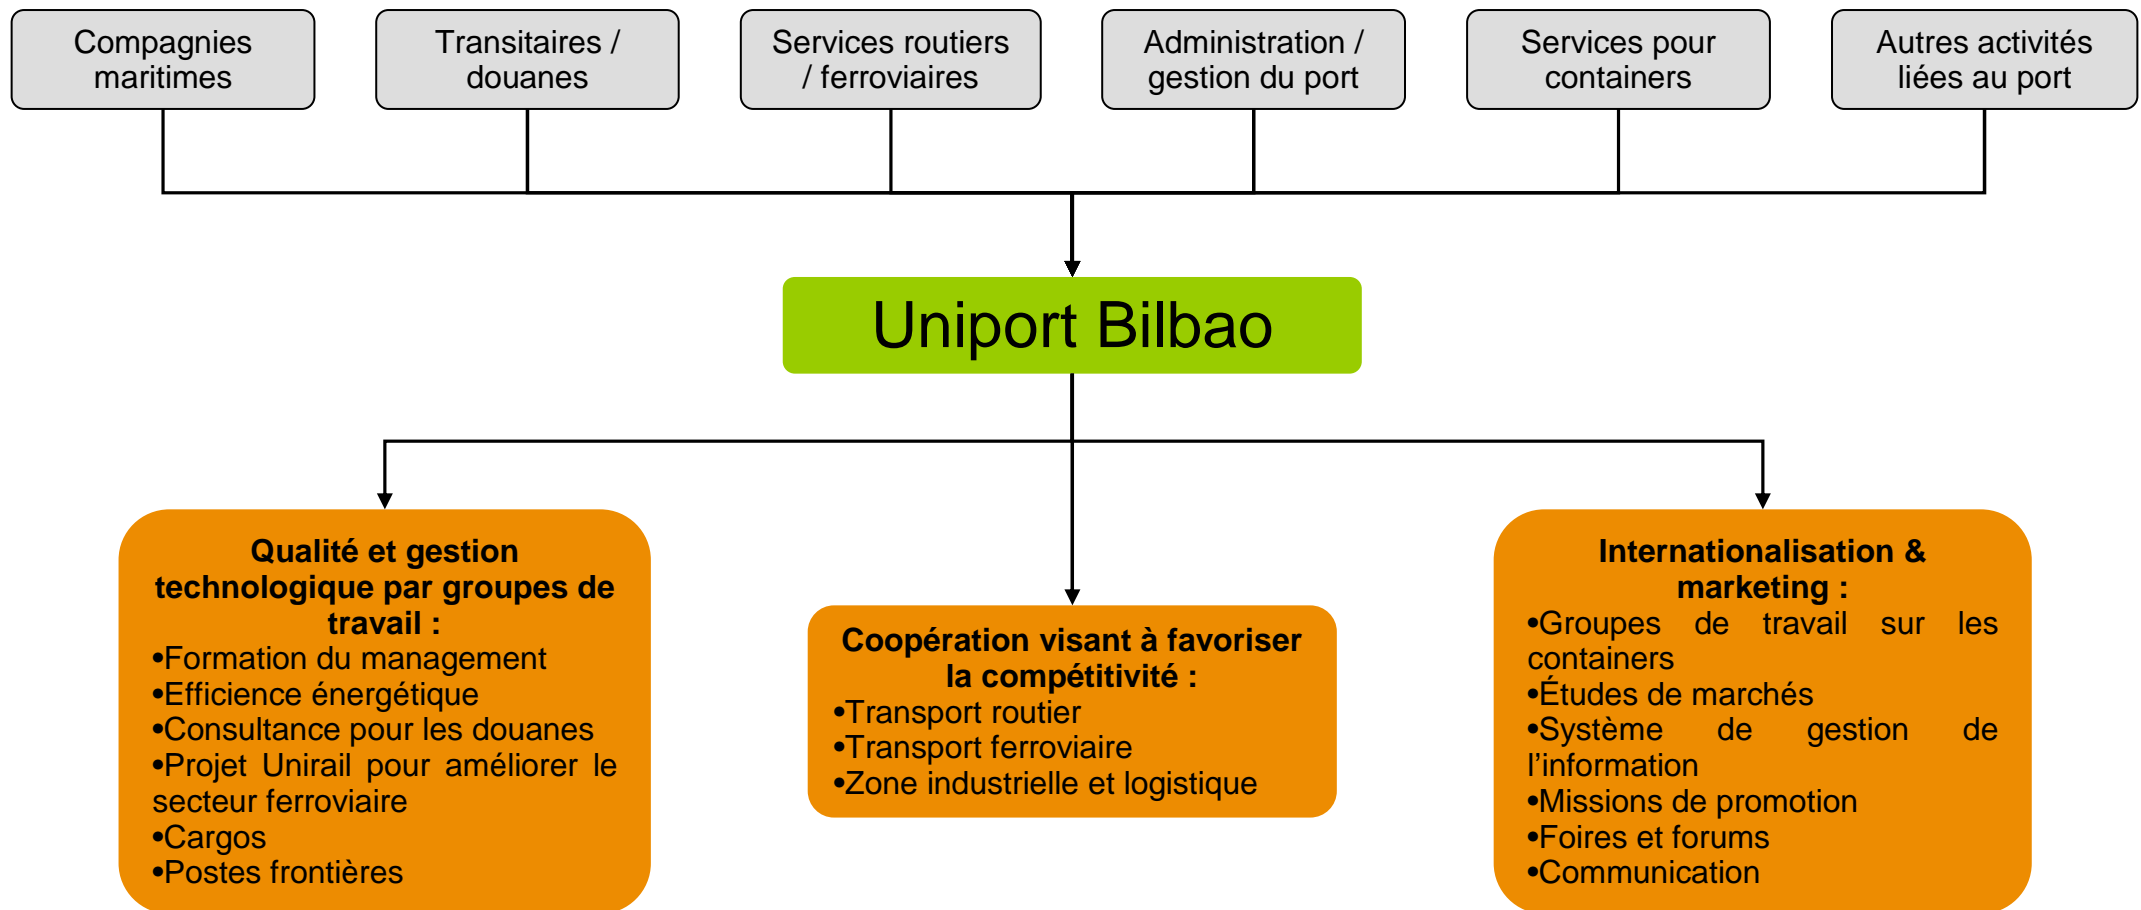 Compagnies
maritimes
Transitaires /
douanes
Services routiers
/ ferroviaires
Administration /
gestion du port
Services pour
containers
Autres activités
liées au port
Uniport Bilbao
Qualité et gestion
technologique par groupes de
travail :
•Formation du management
•Efficience énergétique
•Consultance pour les douanes
•Projet Unirail pour améliorer le
secteur ferroviaire
•Cargos
•Postes frontières
Coopération visant à favoriser
la compétitivité :
•Transport routier
•Transport ferroviaire
•Zone industrielle et logistique
Internationalisation &
marketing :
•Groupes de travail sur les
containers
•Études de marchés
•Système de gestion de
l’information
•Missions de promotion
•Foires et forums
•Communication